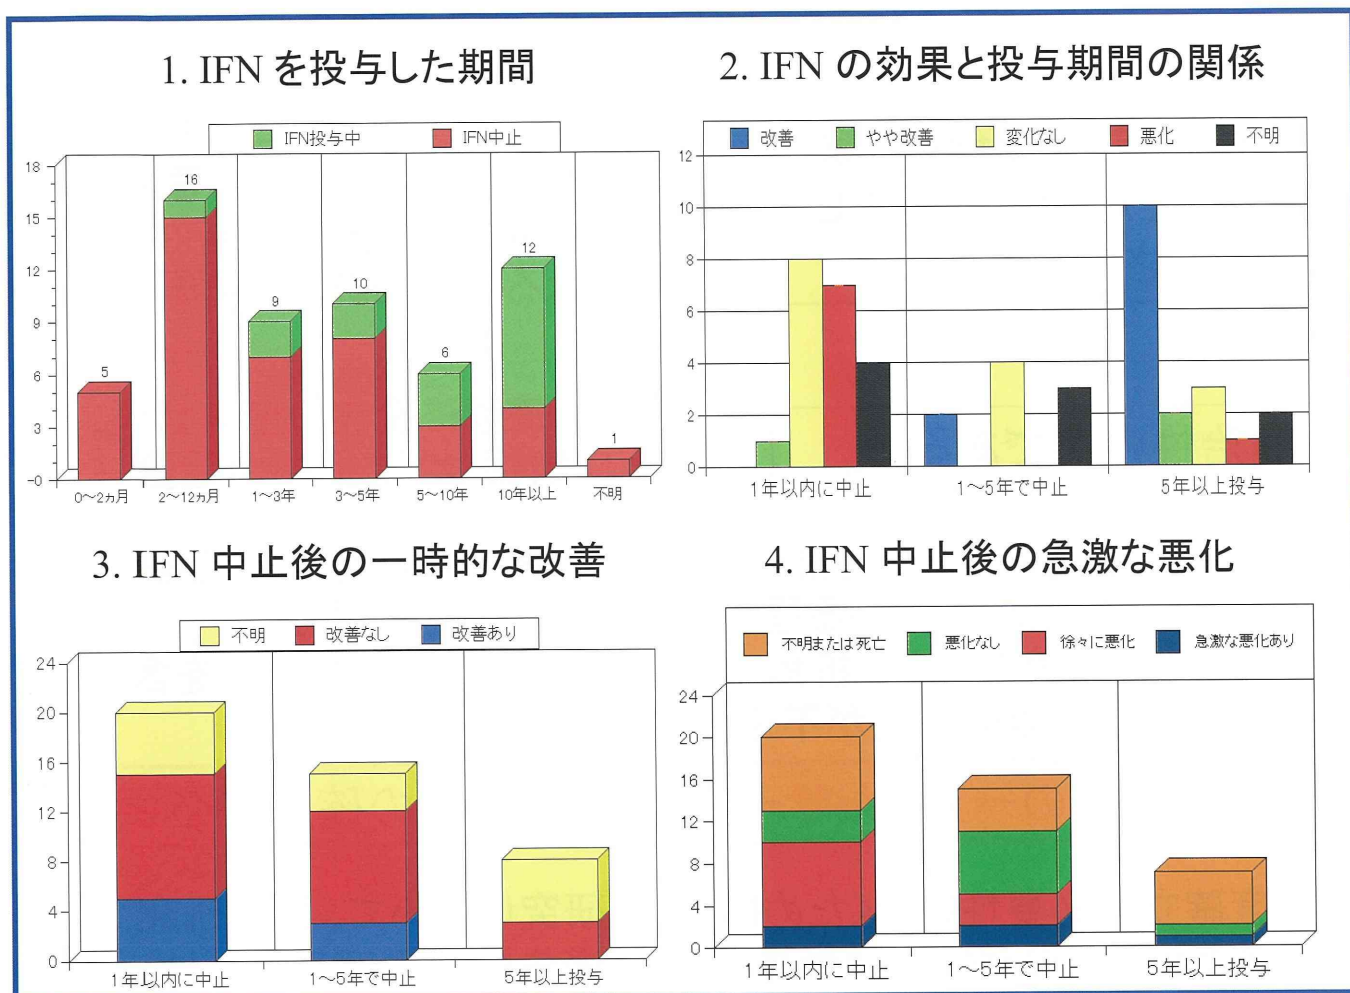 1. IFN を投与した期間
IFN投与中 IFN中止
18
15
12
9
6
3
0
5
16
9
10
6
12
1
0～2ヵ月 2～12ヵ月 1～3年 3～5年 5～10年 10年以上 不明
2. IFN の効果と投与期間の関係
改善 やや改善 変化なし 悪化 不明
12
10
8
6
4
2
0
1年以内に中止 1～5年で中止 5年以上投与
3. IFN 中止後の一時的な改善
不明 改善なし 改善あり
24
20
16
12
8
4
0
1年以内に中止 1～5年で中止 5年以上投与
4. IFN 中止後の急激な悪化
不明または死亡 悪化なし 徐々に悪化 急激な悪化あり
24
20
16
12
8
4
0
1年以内に中止 1～5年で中止 5年以上投与